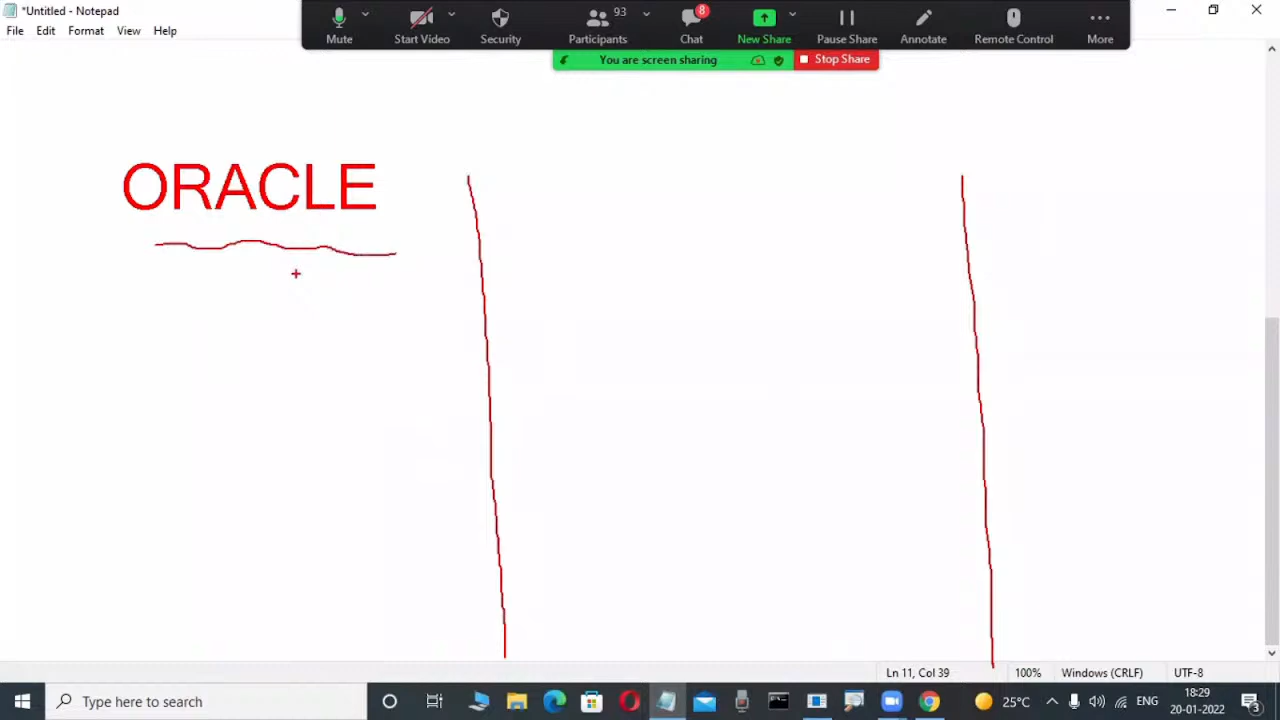 *Untitled - Notepad
File Edit Format View Help
93
8
Mute Start Video Security Participants Chat New Share Pause Share Annotate Remote Control More
You are screen sharing Stop Share
ORACLE
Ln 11, Col 39 100% Windows (CRLF) UTF-8
Type here to search
25°C ENG 18:29
20-01-2022
3